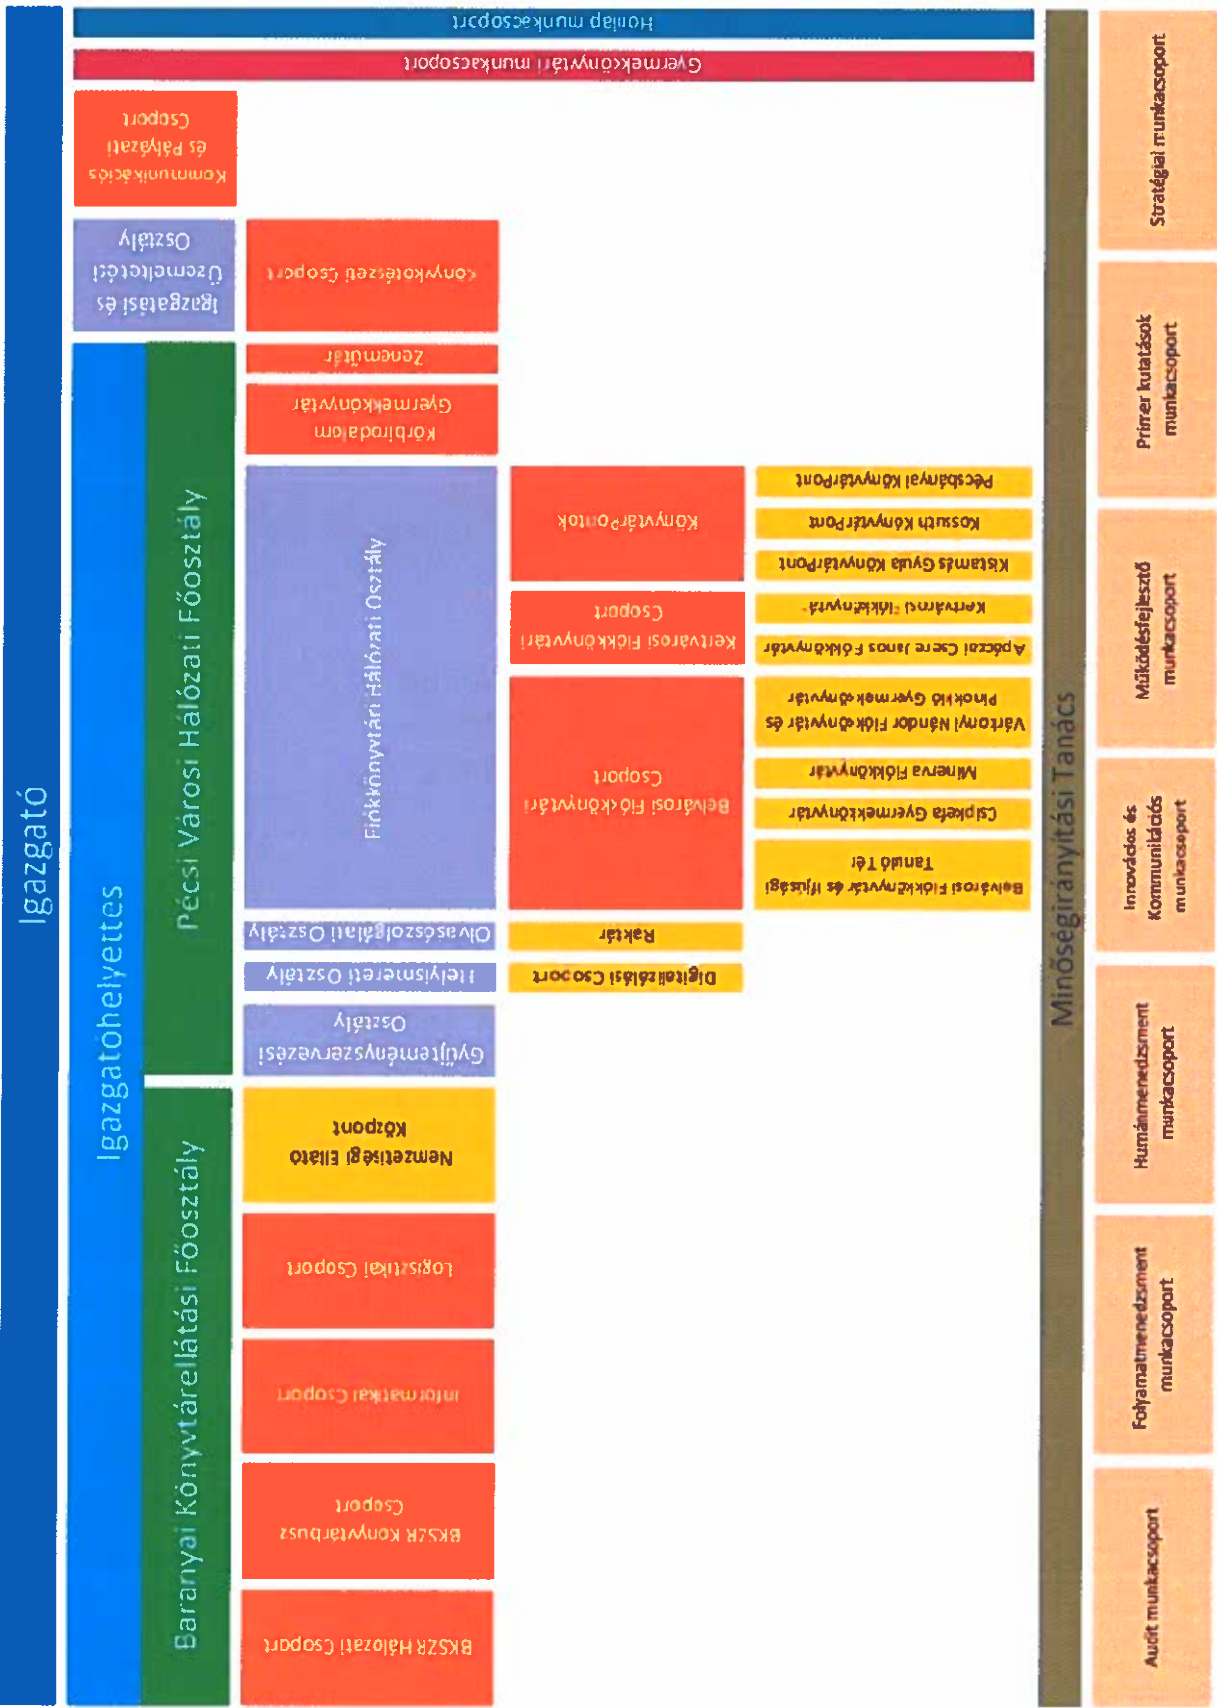 Igazgató
Igazgatóhelyettes
Baranyai Könyvtárellátási Főosztály
Pécsi Városi Hálózati Főosztály
Igazgatási és
Üzemeltetési
Osztály
Kommunikációs
és Pályázati
Csoport
BKSZR Hálózati Csoport
BKSZR Könyvtárbusz
Csoport
Informatikai Csoport
Logisztikai Csoport
Nemzetiségi Ellátó
Központ
Gyűjteményszervezési
Osztály
Helyismereti Osztály
Olvasószolgálati Osztály
Fiókkönyvtári Hálózati Osztály
Körbirodalom
Gyermekkönyvtár
Zeneműtár
Könyvkötészeti Csoport
Digitalizálási Csoport
Raktár
Belvárosi Fiókkönyvtári
Csoport
Kertvárosi Fiókkönyvtári
Csoport
KönyvtárPontok
Belvárosi Fiókkönyvtár és Ifjúsági
Tanuló Tér
Csipkefa Gyermekkönyvtár
Minerva Fiókkönyvtár
Várkonyi Nándor Fiókkönyvtár és
Pinokkió Gyermekkönyvtár
Apáczai Csere János Fiókkönyvtár
Kertvárosi Fiókkönyvtár
Kistamás Gyula KönyvtárPont
Kossuth KönyvtárPont
Pécsbányai KönyvtárPont
Gyermekkönyvtári munkacsoport
Honlap munkacsoport
Minőségirányítási Tanács
Audit munkacsoport
Folyamatmenedzsment
munkacsoport
Humánmenedzsment
munkacsoport
Innovációs és
Kommunikációs
munkacsoport
Működésfejlesztő
munkacsoport
Primer kutatások
munkacsoport
Stratégiai munkacsoport